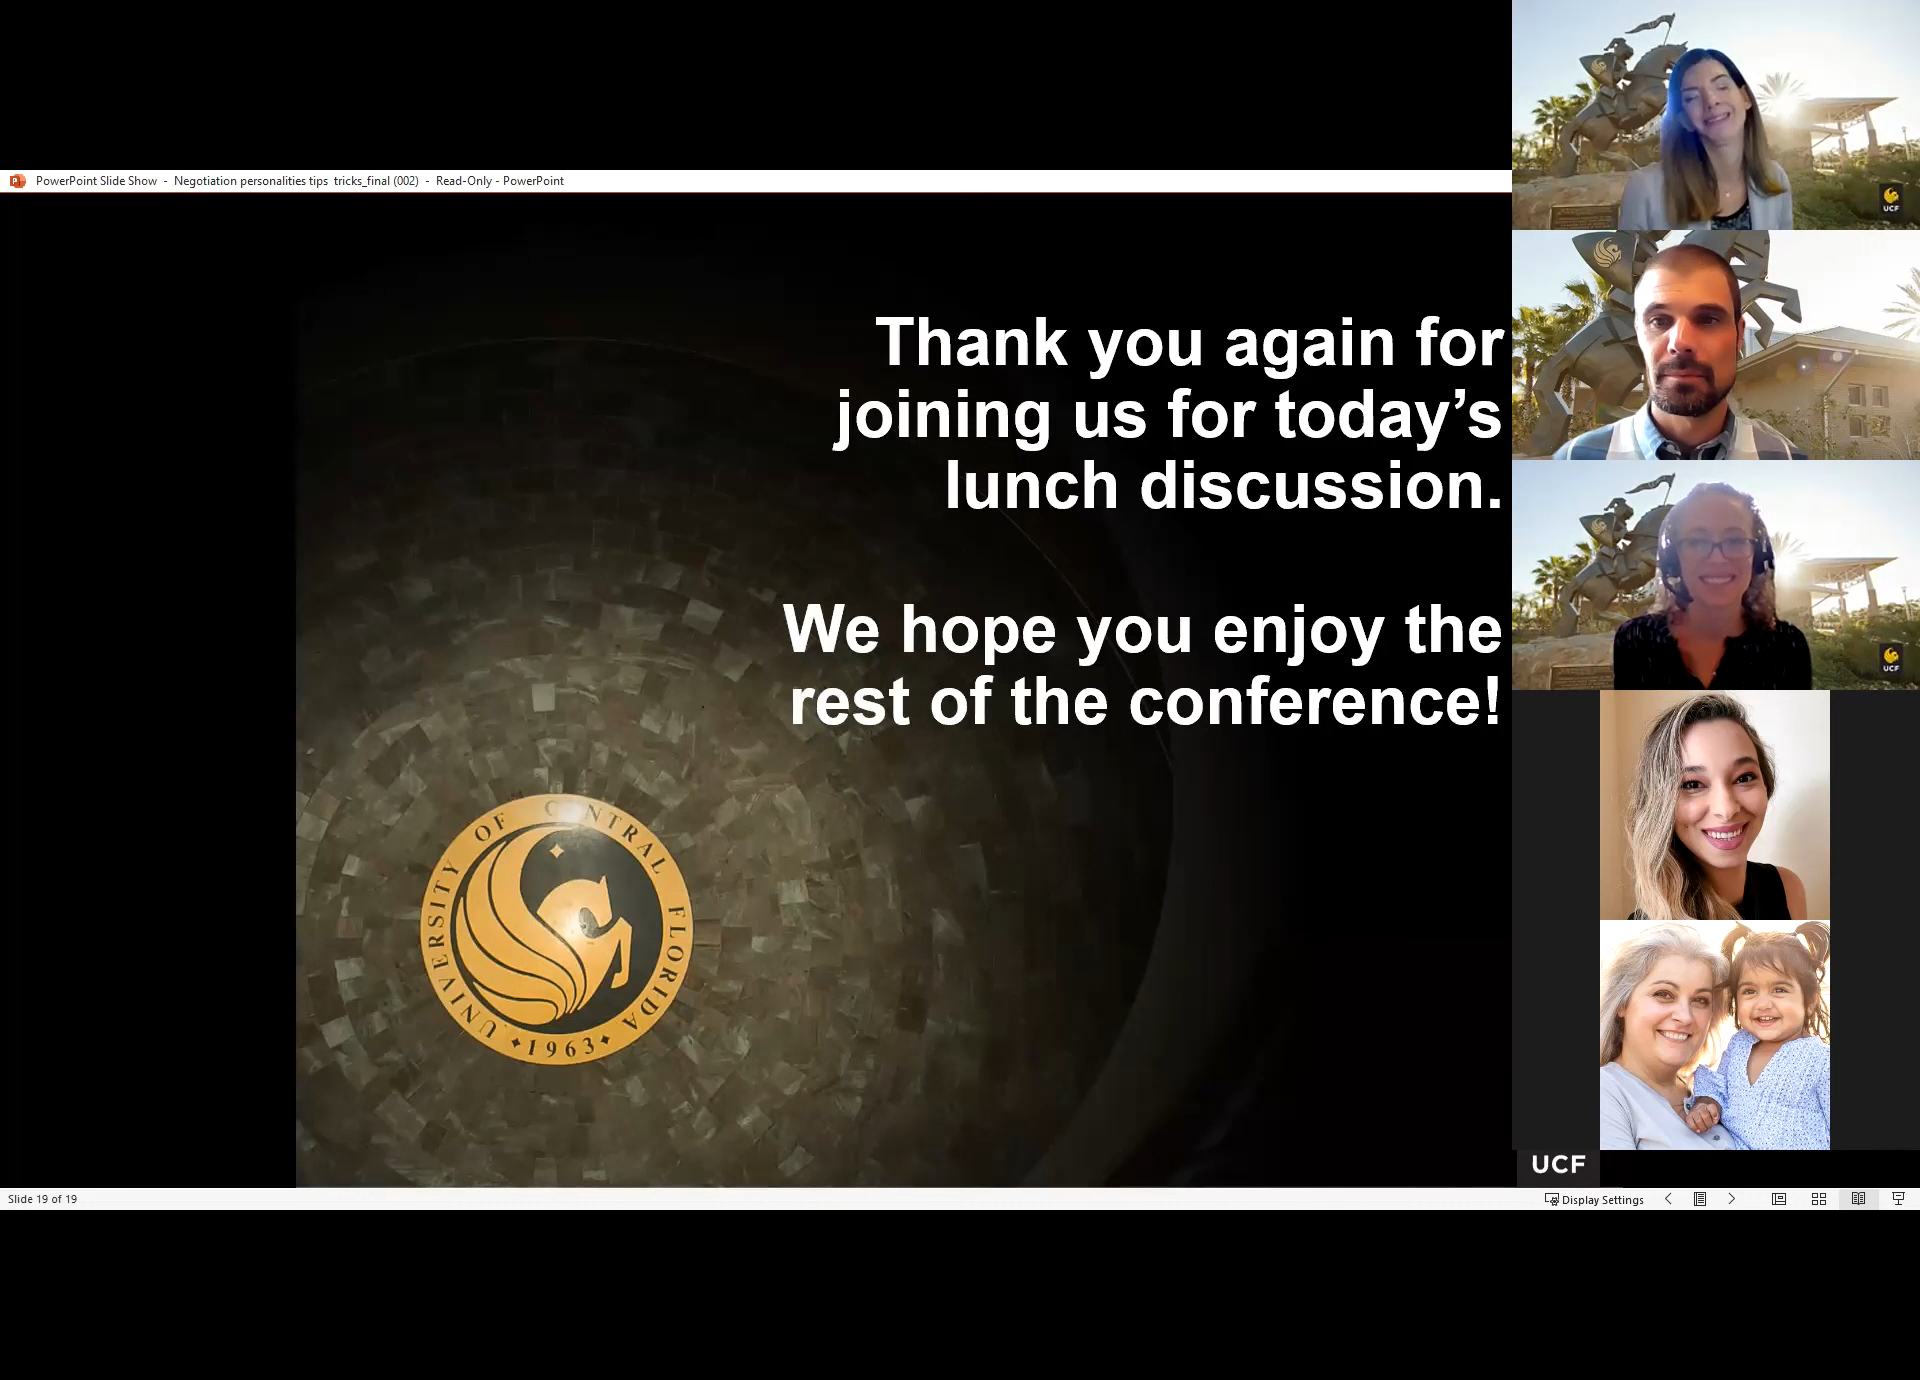 PowerPoint Slide Show - Negotiation personalities tips tricks_final (002) - Read-Only - PowerPoint
Thank you again for
joining us for today’s
lunch discussion.
We hope you enjoy the
rest of the conference!
UNIVERSITY OF CENTRAL FLORIDA
1963
UCF
UCF
UCF
Slide 19 of 19
Display Settings